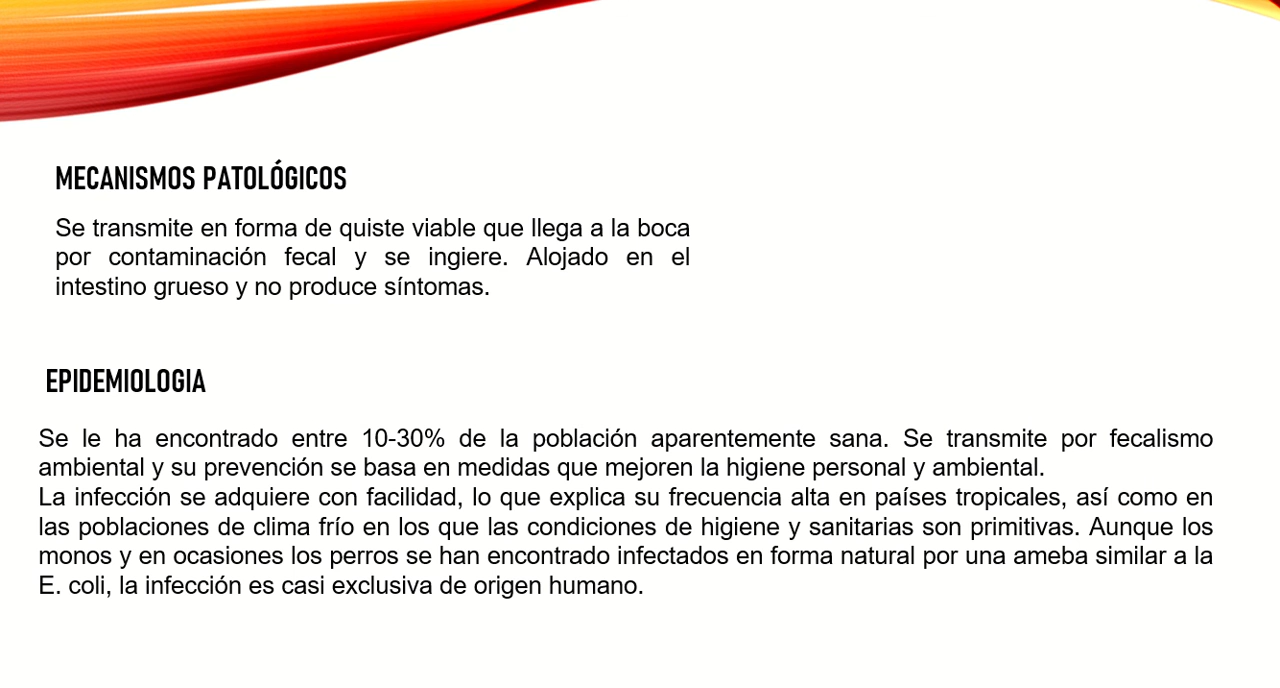 MECANISMOS PATOLÓGICOS
Se transmite en forma de quiste viable que llega a la boca
por contaminación fecal y se ingiere. Alojado en el
intestino grueso y no produce síntomas.
EPIDEMIOLOGIA
Se le ha encontrado entre 10-30% de la población aparentemente sana. Se transmite por fecalismo
ambiental y su prevención se basa en medidas que mejoren la higiene personal y ambiental.
La infección se adquiere con facilidad, lo que explica su frecuencia alta en países tropicales, así como en
las poblaciones de clima frío en los que las condiciones de higiene y sanitarias son primitivas. Aunque los
monos y en ocasiones los perros se han encontrado infectados en forma natural por una ameba similar a la
E. coli, la infección es casi exclusiva de origen humano.